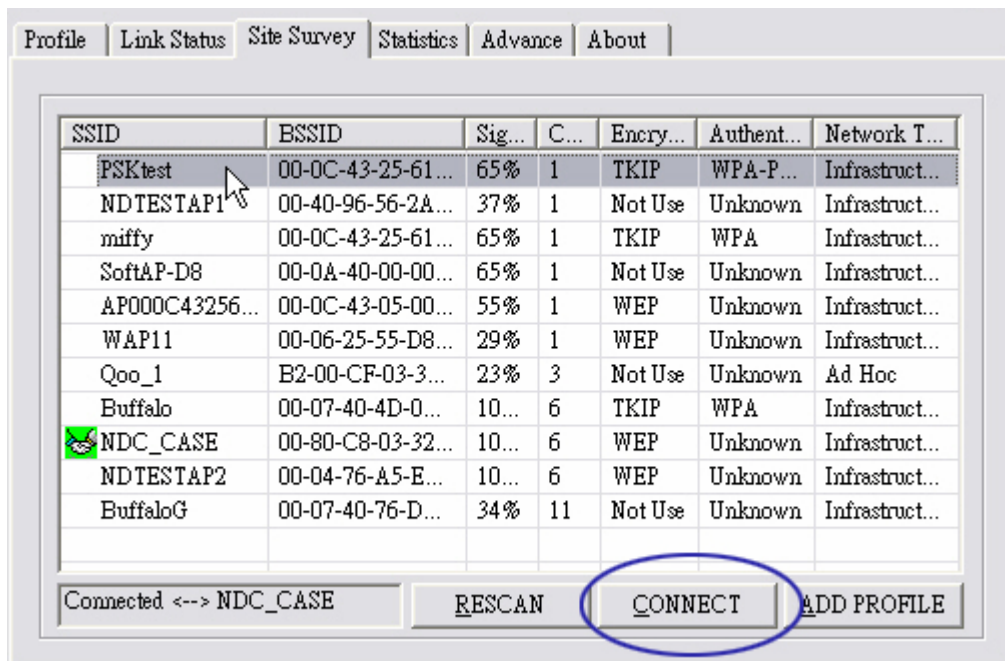 Profile Link Status Site Survey Statistics Advance About
SSID BSSID Sig... C... Encry... Authent... Network T...
PSKtest 00-0C-43-25-61... 65% 1 TKIP WPA-P... Infrastruct...
NDTESTAP1 00-40-96-56-2A... 37% 1 Not Use Unknown Infrastruct...
miffy 00-0C-43-25-61... 65% 1 TKIP WPA Infrastruct...
SoftAP-D8 00-0A-40-00-00... 65% 1 Not Use Unknown Infrastruct...
AP000C43256... 00-0C-43-05-00... 55% 1 WEP Unknown Infrastruct...
WAP11 00-06-25-55-D8... 29% 1 WEP Unknown Infrastruct...
Qoo_1 B2-00-CF-03-3... 23% 3 Not Use Unknown Ad Hoc
Buffalo 00-07-40-4D-0... 10... 6 TKIP WPA Infrastruct...
NDC_CASE 00-80-C8-03-32... 10... 6 WEP Unknown Infrastruct...
NDTESTAP2 00-04-76-A5-E... 10... 6 WEP Unknown Infrastruct...
BuffaloG 00-07-40-76-D... 34% 11 Not Use Unknown Infrastruct...
Connected <--> NDC_CASE RESCAN CONNECT ADD PROFILE